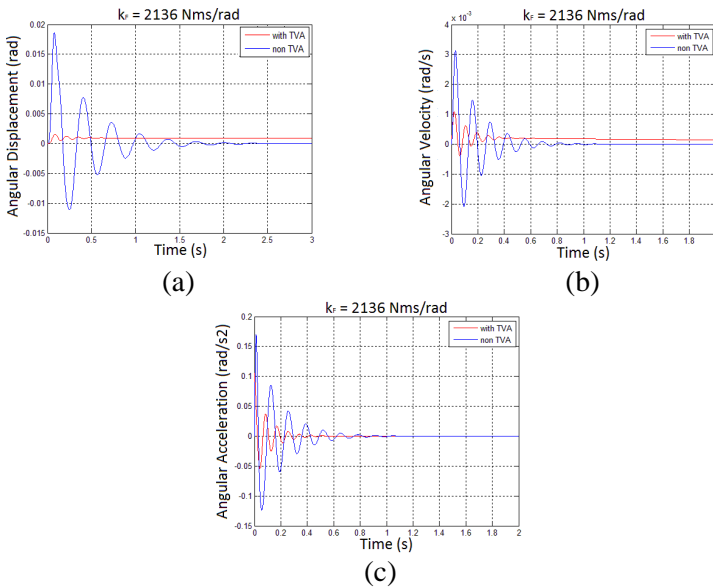 kF = 2136 Nms/rad
Angular Displacement (rad)
0.02
0.015
0.01
0.005
0
-0.005
-0.01
-0.015
with TVA
non TVA
0 0.5 1 1.5 2 2.5 3
Time (s)
(a)
kF = 2136 Nms/rad
Angular Velocity (rad/s)
x 10⁻³
4
3
2
1
0
-1
-2
-3
with TVA
non TVA
0 0.2 0.4 0.6 0.8 1 1.2 1.4 1.6 1.8
Time (s)
(b)
kF = 2136 Nms/rad
Angular Acceleration (rad/s2)
0.2
0.15
0.1
0.05
0
-0.05
-0.1
-0.15
with TVA
non TVA
0 0.2 0.4 0.6 0.8 1 1.2 1.4 1.6 1.8 2
Time (s)
(c)